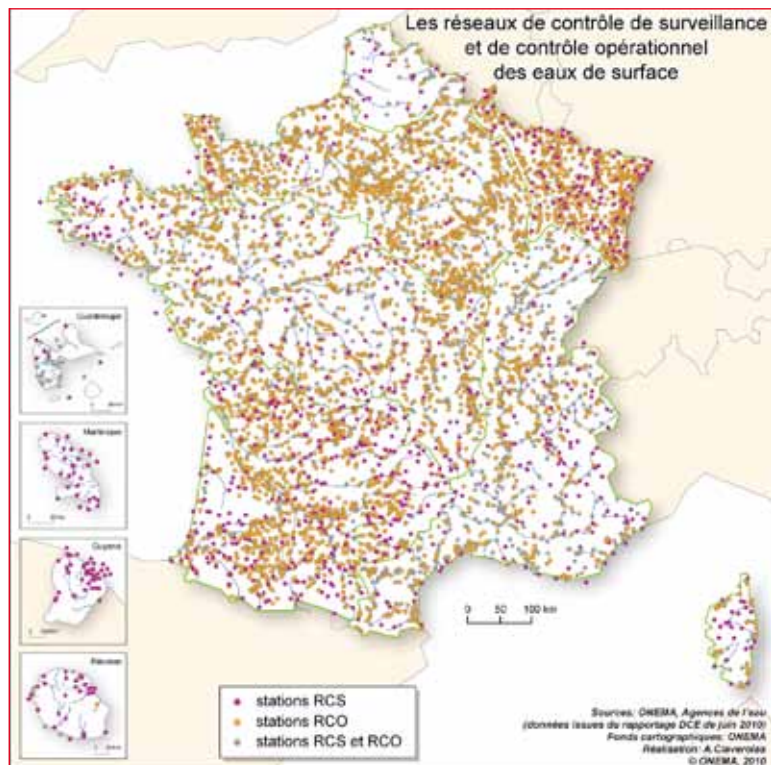 Les réseaux de contrôle de surveillance
et de contrôle opérationnel
des eaux de surface
Guadeloupe
Martinique
Guyane
Réunion
0 50 100 km
stations RCS
stations RCO
stations RCS et RCO
Sources: ONEMA, Agences de l'eau
(données issues du rapportage DCE de juin 2010)
Fonds cartographiques: ONEMA
Réalisation: A.Claverolas
© ONEMA, 2010